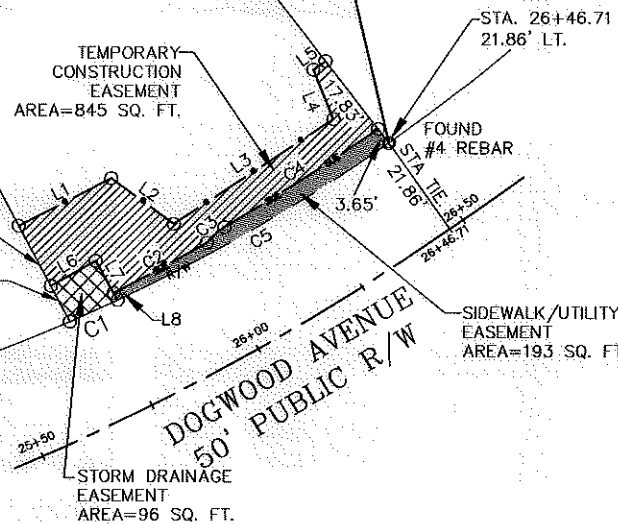 STA. 26+46.71
21.86' LT.
TEMPORARY
CONSTRUCTION
EASEMENT
AREA=845 SQ. FT.
L5
17.83'
L4
FOUND
#4 REBAR
STA TIE
21.86'
3.65'
26+50
26+46.71
L1
L2
L3
C4
C3
C5
C2
L6
L7
L8
C1
SIDEWALK/UTILITY
EASEMENT
AREA=193 SQ. FT
26+00
DOGWOOD AVENUE
50' PUBLIC R/W
25+50
STORM DRAINAGE
EASEMENT
AREA=96 SQ. FT.